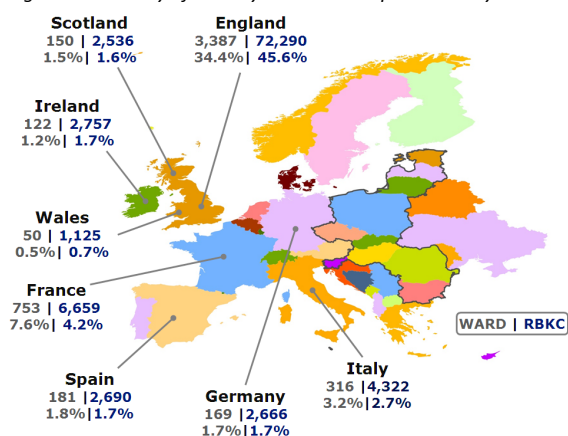 Scotland
150 | 2,536
1.5%| 1.6%
England
3,387 | 72,290
34.4% | 45.6%
Ireland
122 | 2,757
1.2%| 1.7%
Wales
50 | 1,125
0.5%| 0.7%
France
753 | 6,659
7.6% | 4.2%
WARD | RBKC
Spain
181 |2,690
1.8%|1.7%
Germany
169 |2,666
1.7%|1.7%
Italy
316 |4,322
3.2%|2.7%